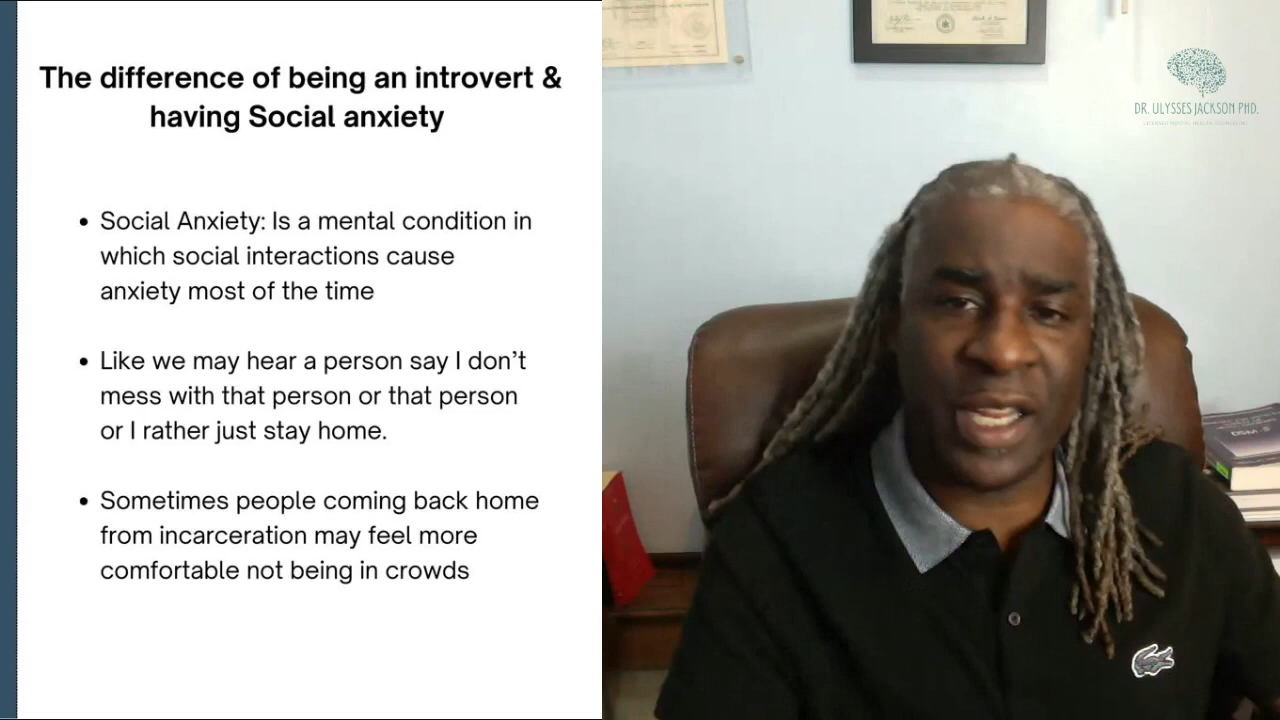 The difference of being an introvert &
having Social anxiety
• Social Anxiety: Is a mental condition in
which social interactions cause
anxiety most of the time
• Like we may hear a person say I don’t
mess with that person or that person
or I rather just stay home.
• Sometimes people coming back home
from incarceration may feel more
comfortable not being in crowds
DR. ULYSSES JACKSON PHD.